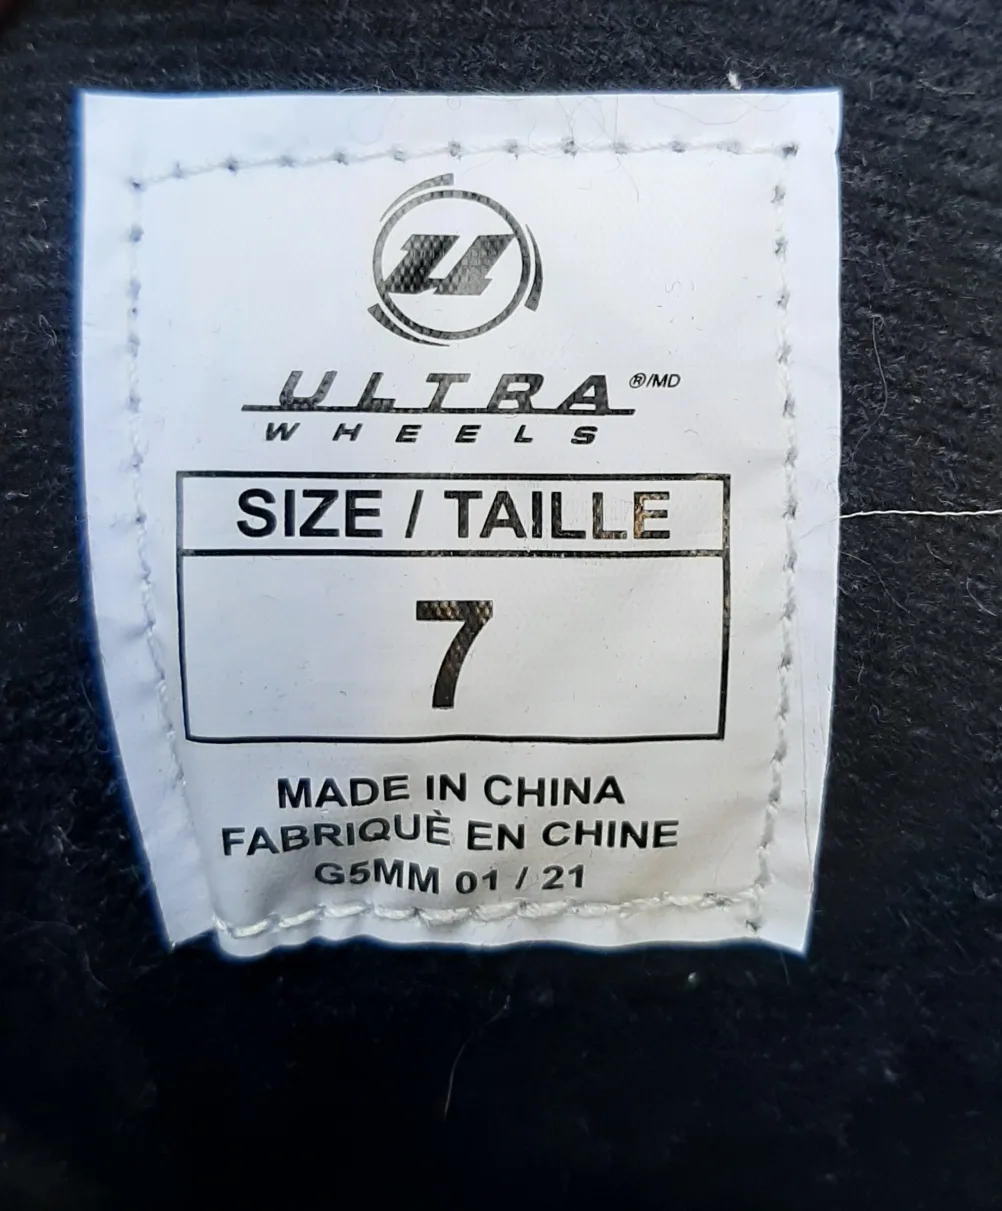 U
ULTRA ®/MD
WHEELS
SIZE / TAILLE
7
MADE IN CHINA
FABRIQUÈ EN CHINE
G5MM 01 / 21